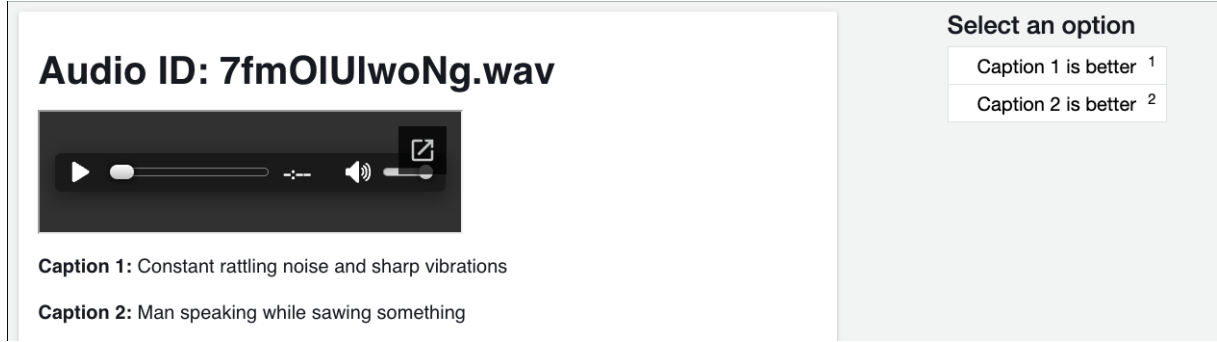 Select an option
Audio ID: 7fmOIUIwoNg.wav
Caption 1 is better 1
Caption 2 is better 2
-:--
Caption 1: Constant rattling noise and sharp vibrations
Caption 2: Man speaking while sawing something